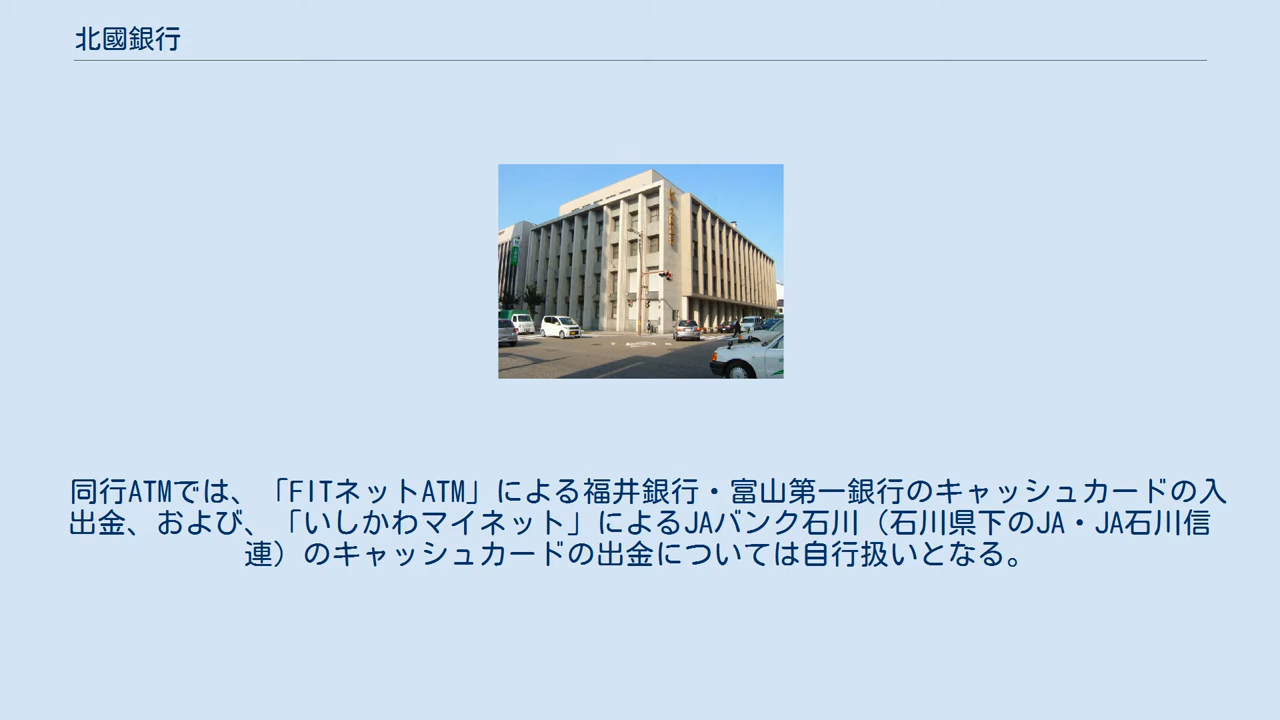 北國銀行
同行ATMでは、「FITネットATM」による福井銀行・富山第一銀行のキャッシュカードの入
出金、および、「いしかわマイネット」によるJAバンク石川（石川県下のJA・JA石川信
連）のキャッシュカードの出金については自行扱いとなる。